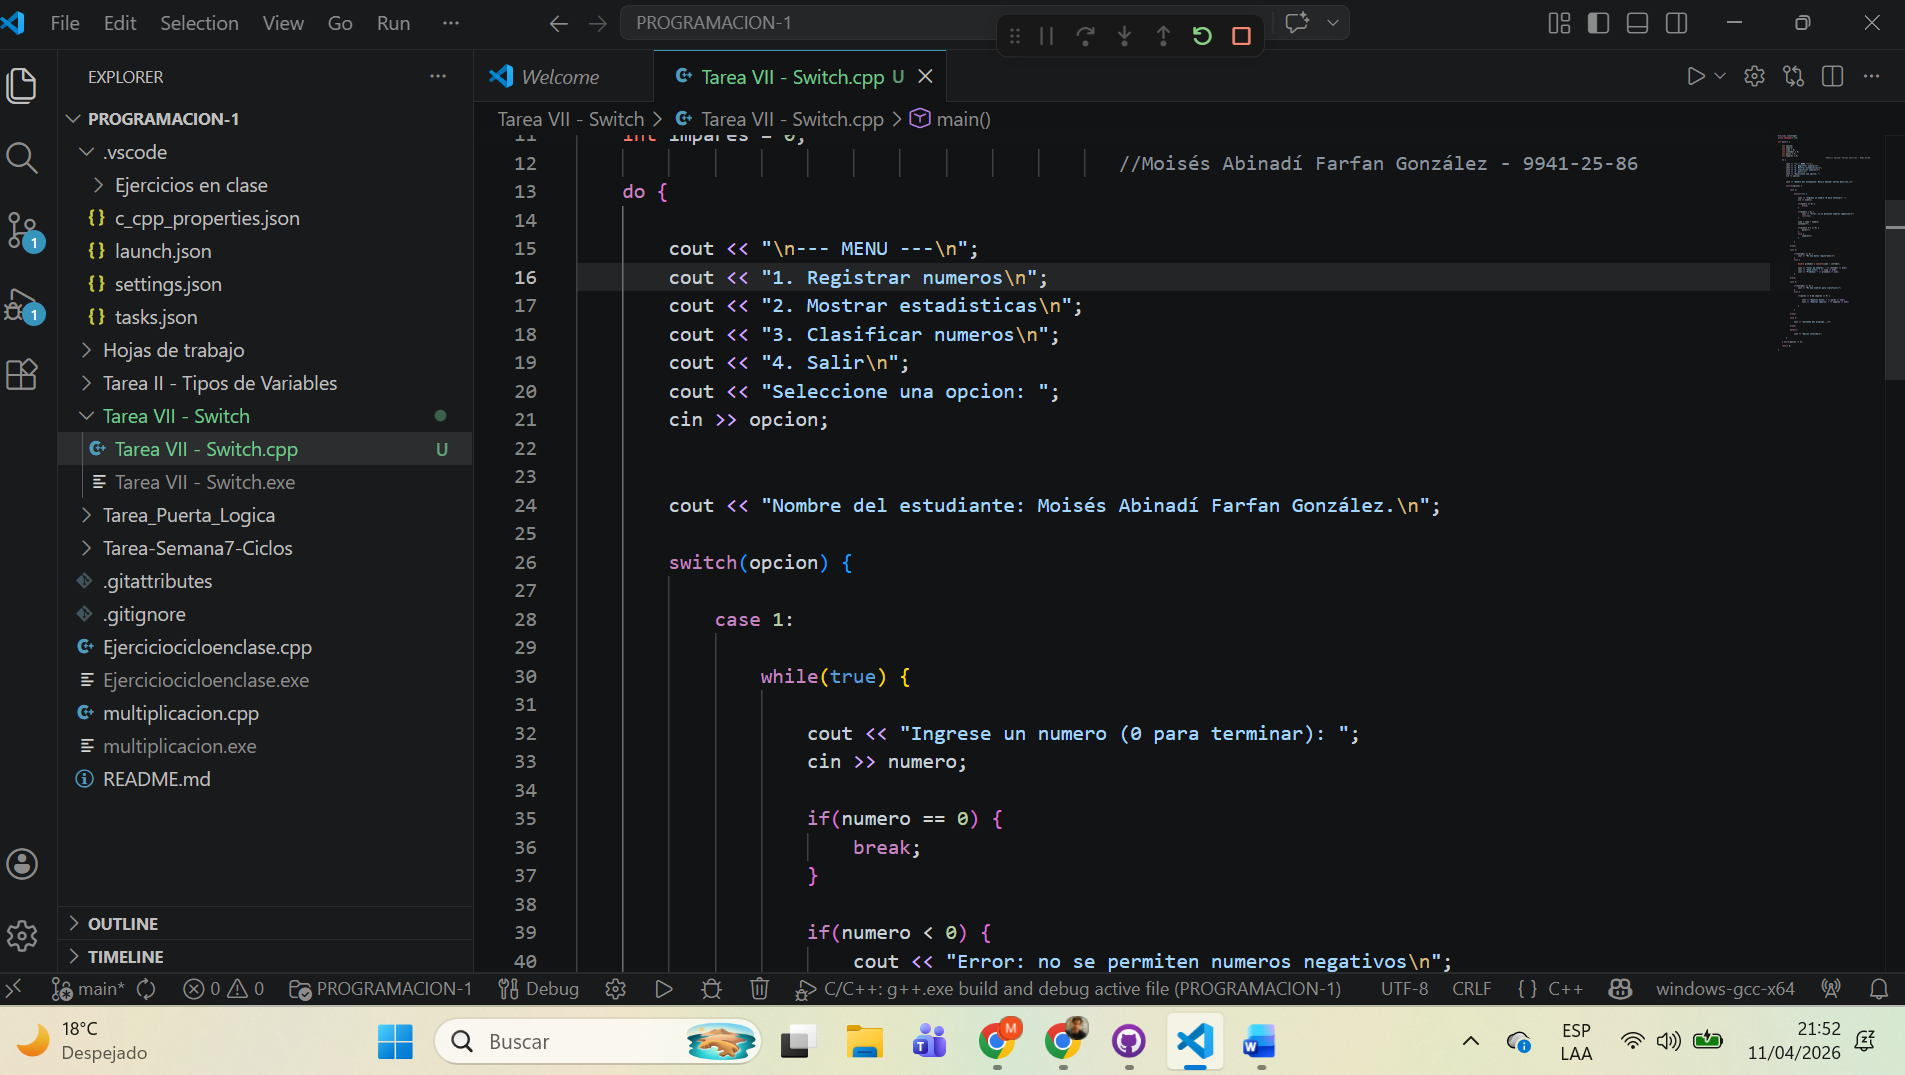 File Edit Selection View Go Run ···
PROGRAMACION-1
EXPLORER
Welcome
Tarea VII - Switch.cpp U
PROGRAMACION-1
Tarea VII - Switch > Tarea VII - Switch.cpp > main()
.vscode
Ejercicios en clase
c_cpp_properties.json
launch.json
settings.json
tasks.json
Hojas de trabajo
Tarea II - Tipos de Variables
Tarea VII - Switch
Tarea VII - Switch.cpp U
Tarea VII - Switch.exe
Tarea_Puerta_Logica
Tarea-Semana7-Ciclos
.gitattributes
.gitignore
Ejerciciocicloenclase.cpp
Ejerciciocicloenclase.exe
multiplicacion.cpp
multiplicacion.exe
README.md
OUTLINE
TIMELINE
1
1
11 int impares = 0;
12 //Moisés Abinadí Farfan González - 9941-25-86
13 do {
14
15 cout << "\n--- MENU ---\n";
16 cout << "1. Registrar numeros\n";
17 cout << "2. Mostrar estadisticas\n";
18 cout << "3. Clasificar numeros\n";
19 cout << "4. Salir\n";
20 cout << "Seleccione una opcion: ";
21 cin >> opcion;
22
23
24 cout << "Nombre del estudiante: Moisés Abinadí Farfan González.\n";
25
26 switch(opcion) {
27
28 case 1:
29
30 while(true) {
31
32 cout << "Ingrese un numero (0 para terminar): ";
33 cin >> numero;
34
35 if(numero == 0) {
36 break;
37 }
38
39 if(numero < 0) {
40 cout << "Error: no se permiten numeros negativos\n";
main* 0 0 PROGRAMACION-1 Debug C/C++: g++.exe build and debug active file (PROGRAMACION-1) UTF-8 CRLF {} C++ windows-gcc-x64
18°C
Despejado
Buscar
M
T
W
ESP
LAA
21:52
11/04/2026